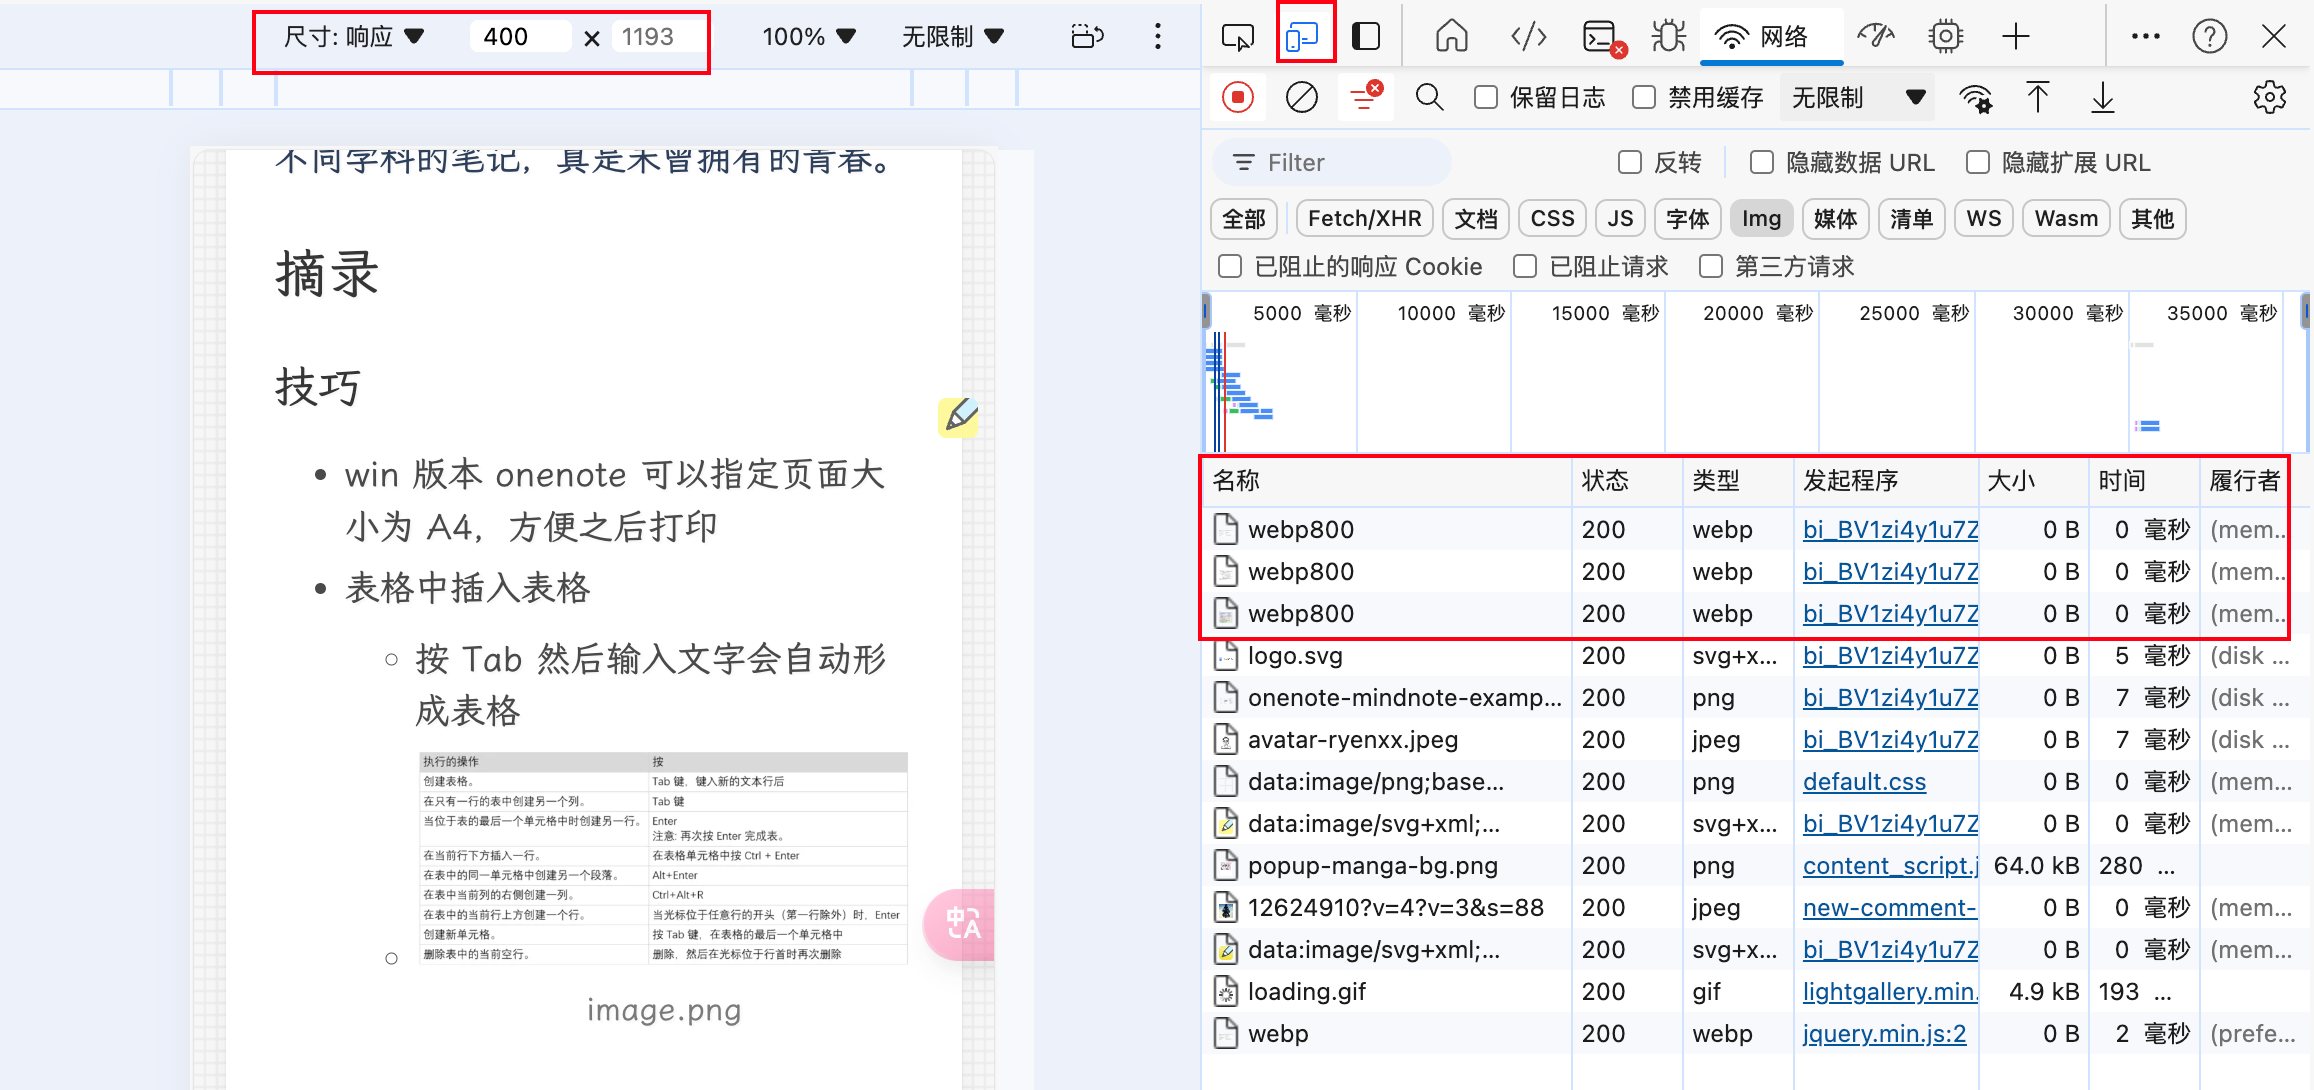 尺寸: 响应
400 × 1193
100%
无限制
不同学科的笔记，真是未曾拥有的青春。
摘录
技巧
• win 版本 onenote 可以指定页面大
小为 A4，方便之后打印
• 表格中插入表格
○ 按 Tab 然后输入文字会自动形
成表格
执行的操作 按
创建表格。 Tab 键，键入新的文本行后
在只有一行的表中创建另一个列。 Tab 键
当位于表的最后一个单元格中时创建另一行。 Enter
注意: 再次按 Enter 完成表。
在当前行下方插入一行。 在表格单元格中按 Ctrl + Enter
在表中的同一单元格中创建另一个段落。 Alt+Enter
在表中当前列的右侧创建一列。 Ctrl+Alt+R
在表中的当前行上方创建一个行。 当光标位于任意行的开头（第一行除外）时，Enter
创建新单元格。 按 Tab 键，在表格的最后一个单元格中
删除表中的当前空行。 删除，然后在光标位于行首时再次删除
image.png
中 A
网络
保留日志 禁用缓存 无限制
Filter 反转 隐藏数据 URL 隐藏扩展 URL
全部 Fetch/XHR 文档 CSS JS 字体 Img 媒体 清单 WS Wasm 其他
已阻止的响应 Cookie 已阻止请求 第三方请求
5000 毫秒 10000 毫秒 15000 毫秒 20000 毫秒 25000 毫秒 30000 毫秒 35000 毫秒
名称 状态 类型 发起程序 大小 时间 履行者
webp800 200 webp bi_BV1zi4y1u7Z 0 B 0 毫秒 (mem...
webp800 200 webp bi_BV1zi4y1u7Z 0 B 0 毫秒 (mem...
webp800 200 webp bi_BV1zi4y1u7Z 0 B 0 毫秒 (mem...
logo.svg 200 svg+x... bi_BV1zi4y1u7Z 0 B 5 毫秒 (disk ...
onenote-mindnote-examp... 200 png bi_BV1zi4y1u7Z 0 B 7 毫秒 (disk ...
avatar-ryenxx.jpeg 200 jpeg bi_BV1zi4y1u7Z 0 B 7 毫秒 (disk ...
data:image/png;base... 200 png default.css 0 B 0 毫秒 (mem...
data:image/svg+xml;... 200 svg+x... bi_BV1zi4y1u7Z 0 B 0 毫秒 (mem...
popup-manga-bg.png 200 png content_script.j 64.0 kB 280 ...
12624910?v=4?v=3&s=88 200 jpeg new-comment- 0 B 0 毫秒 (mem...
data:image/svg+xml;... 200 svg+x... bi_BV1zi4y1u7Z 0 B 0 毫秒 (mem...
loading.gif 200 gif lightgallery.min. 4.9 kB 193 ...
webp 200 webp jquery.min.js:2 0 B 2 毫秒 (prefe...